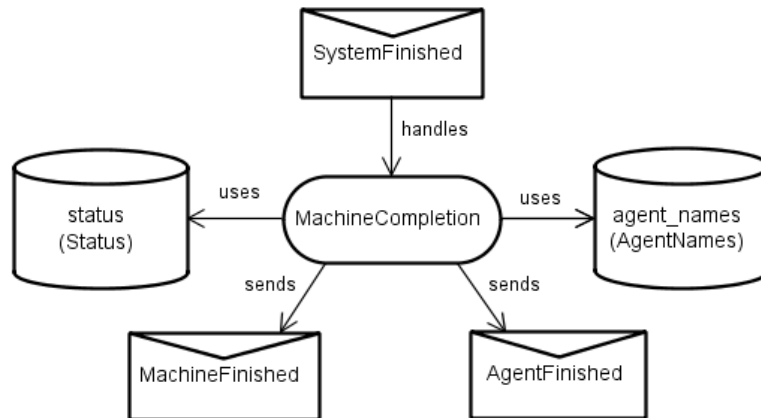 SystemFinished
handles
status
(Status)
uses
MachineCompletion
uses
agent_names
(AgentNames)
sends
sends
MachineFinished
AgentFinished